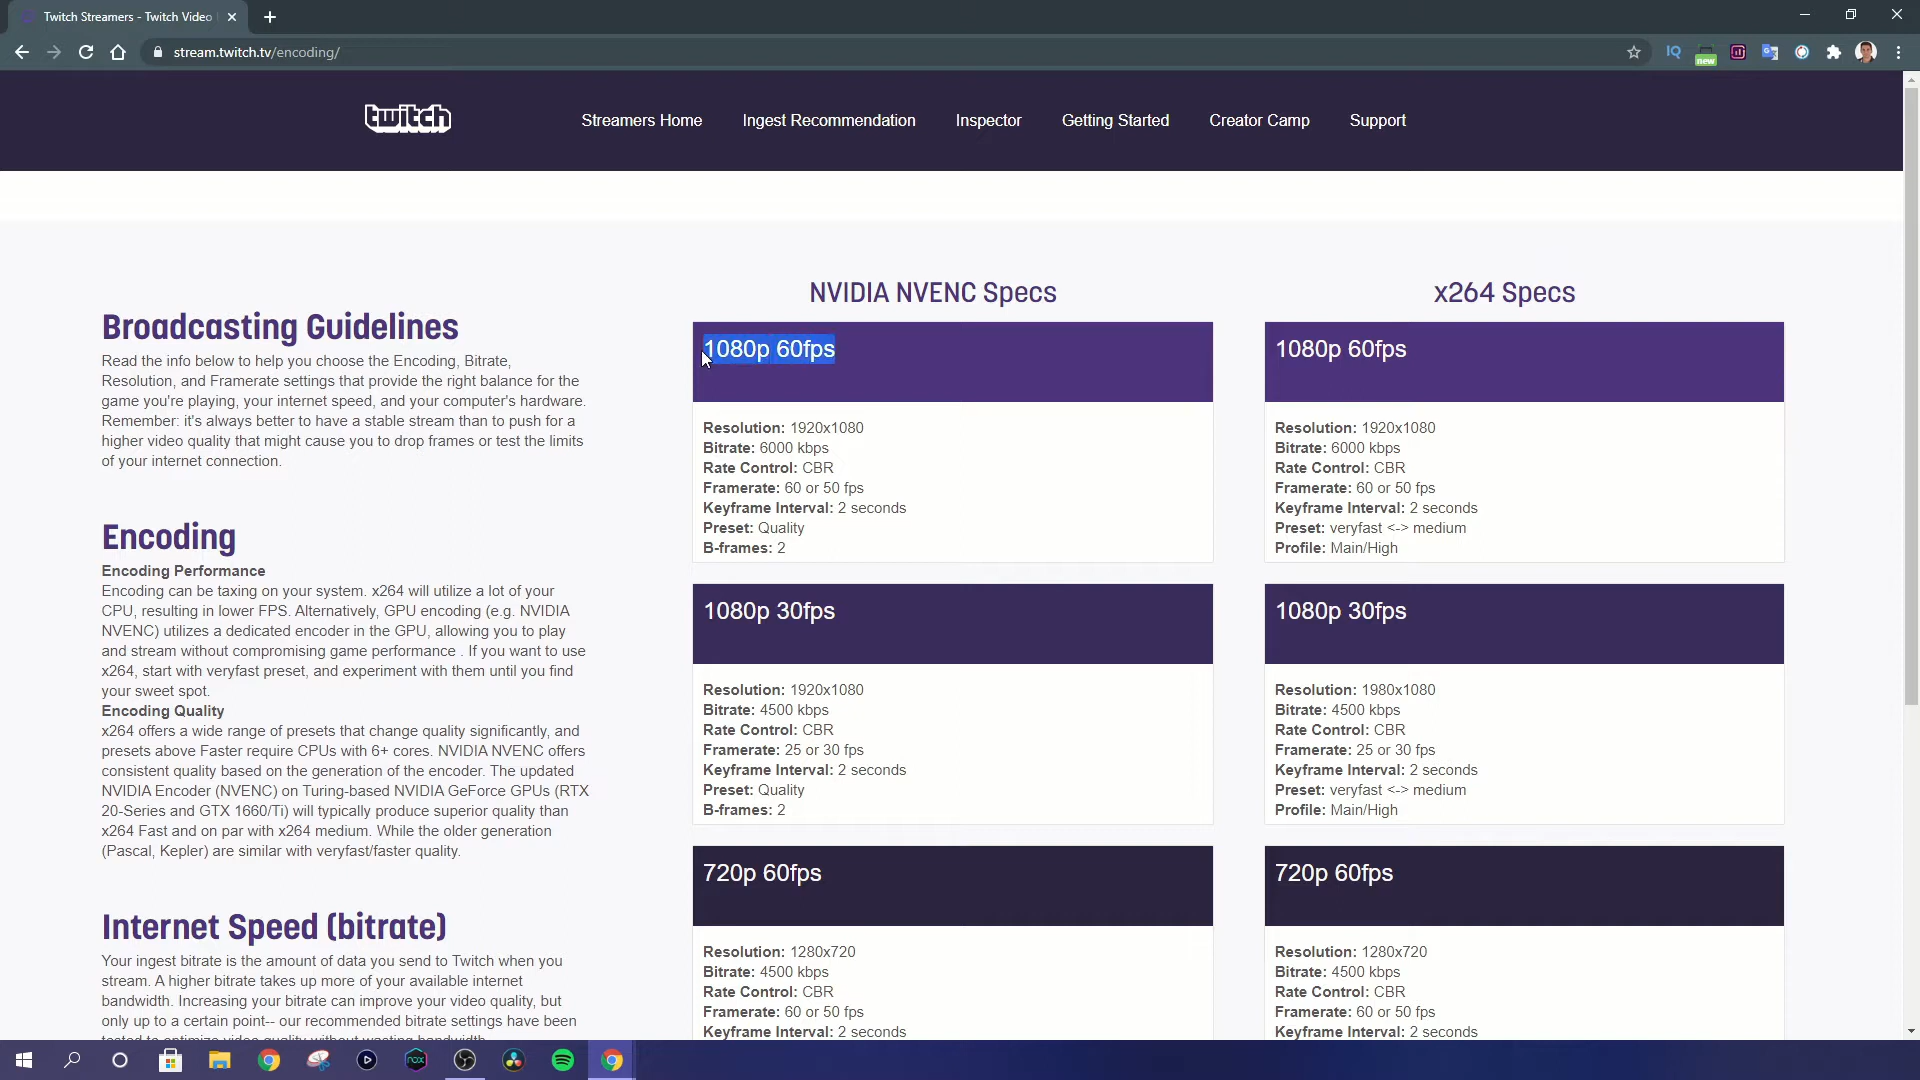 Twitch Streamers - Twitch Video
stream.twitch.tv/encoding/
IQ
new
twitch
Streamers Home
Ingest Recommendation
Inspector
Getting Started
Creator Camp
Support
Broadcasting Guidelines
Read the info below to help you choose the Encoding, Bitrate,
Resolution, and Framerate settings that provide the right balance for the
game you're playing, your internet speed, and your computer's hardware.
Remember: it's always better to have a stable stream than to push for a
higher video quality that might cause you to drop frames or test the limits
of your internet connection.
Encoding
Encoding Performance
Encoding can be taxing on your system. x264 will utilize a lot of your
CPU, resulting in lower FPS. Alternatively, GPU encoding (e.g. NVIDIA
NVENC) utilizes a dedicated encoder in the GPU, allowing you to play
and stream without compromising game performance . If you want to use
x264, start with veryfast preset, and experiment with them until you find
your sweet spot.
Encoding Quality
x264 offers a wide range of presets that change quality significantly, and
presets above Faster require CPUs with 6+ cores. NVIDIA NVENC offers
consistent quality based on the generation of the encoder. The updated
NVIDIA Encoder (NVENC) on Turing-based NVIDIA GeForce GPUs (RTX
20-Series and GTX 1660/Ti) will typically produce superior quality than
x264 Fast and on par with x264 medium. While the older generation
(Pascal, Kepler) are similar with veryfast/faster quality.
Internet Speed (bitrate)
Your ingest bitrate is the amount of data you send to Twitch when you
stream. A higher bitrate takes up more of your available internet
bandwidth. Increasing your bitrate can improve your video quality, but
only up to a certain point-- our recommended bitrate settings have been
tested to optimize video quality without wasting bandwidth
NVIDIA NVENC Specs
1080p 60fps
Resolution: 1920x1080
Bitrate: 6000 kbps
Rate Control: CBR
Framerate: 60 or 50 fps
Keyframe Interval: 2 seconds
Preset: Quality
B-frames: 2
1080p 30fps
Resolution: 1920x1080
Bitrate: 4500 kbps
Rate Control: CBR
Framerate: 25 or 30 fps
Keyframe Interval: 2 seconds
Preset: Quality
B-frames: 2
720p 60fps
Resolution: 1280x720
Bitrate: 4500 kbps
Rate Control: CBR
Framerate: 60 or 50 fps
Keyframe Interval: 2 seconds
x264 Specs
1080p 60fps
Resolution: 1920x1080
Bitrate: 6000 kbps
Rate Control: CBR
Framerate: 60 or 50 fps
Keyframe Interval: 2 seconds
Preset: veryfast <-> medium
Profile: Main/High
1080p 30fps
Resolution: 1980x1080
Bitrate: 4500 kbps
Rate Control: CBR
Framerate: 25 or 30 fps
Keyframe Interval: 2 seconds
Preset: veryfast <-> medium
Profile: Main/High
720p 60fps
Resolution: 1280x720
Bitrate: 4500 kbps
Rate Control: CBR
Framerate: 60 or 50 fps
Keyframe Interval: 2 seconds
nox